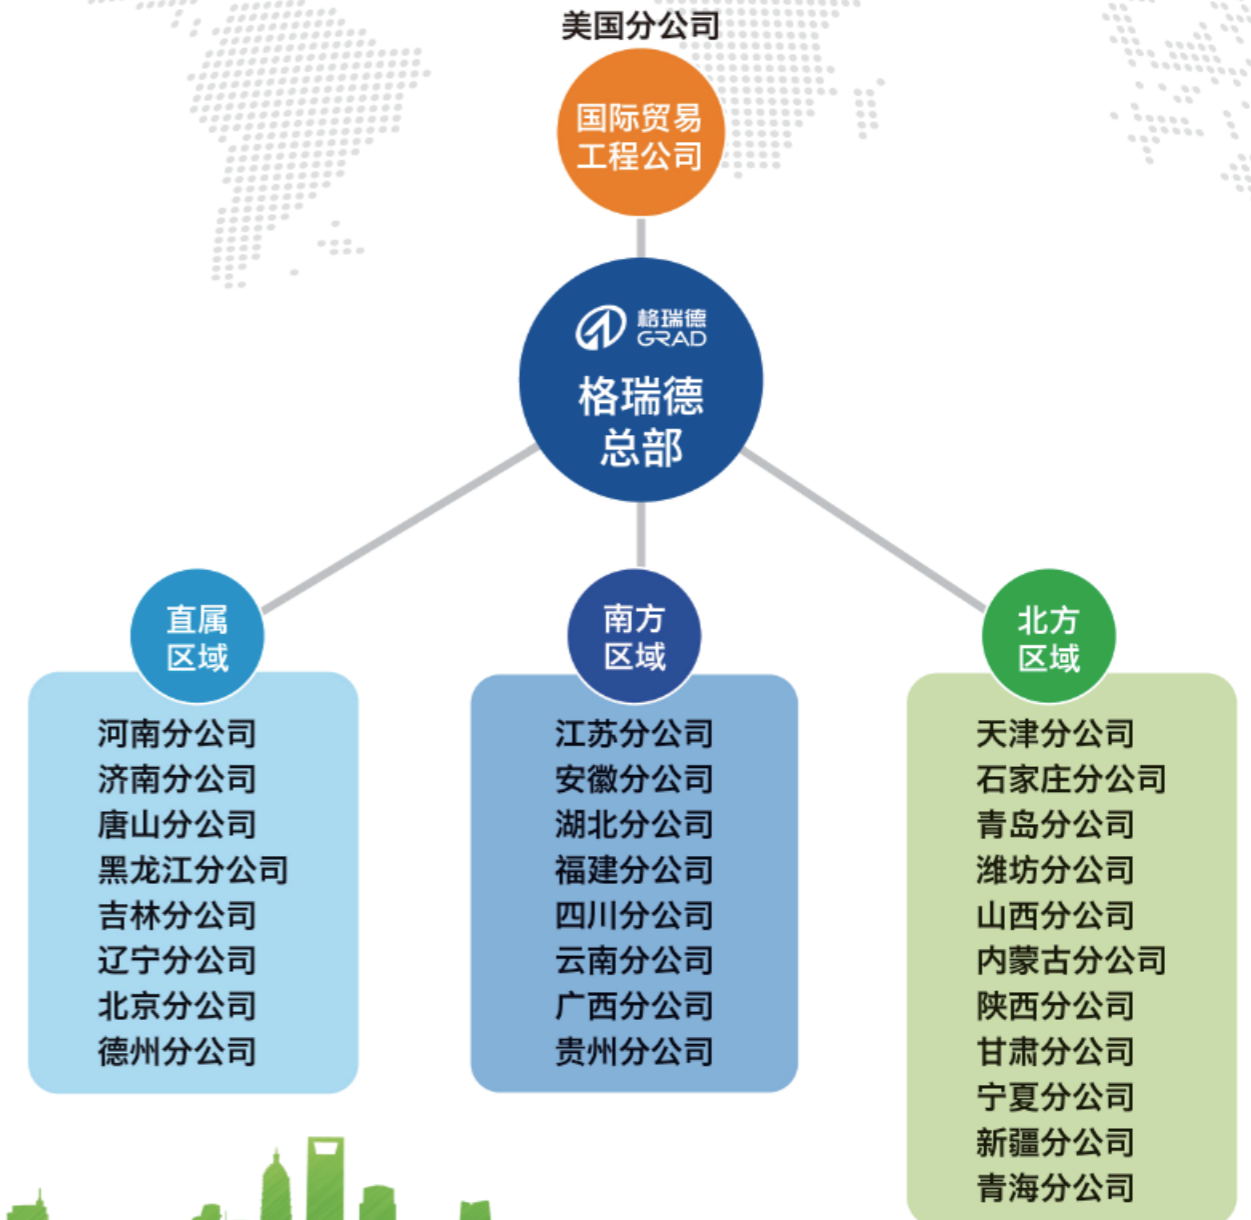 美国分公司
国际贸易
工程公司
格瑞德
GRAD
格瑞德
总部
直属
区域
河南分公司
济南分公司
唐山分公司
黑龙江分公司
吉林分公司
辽宁分公司
北京分公司
德州分公司
南方
区域
江苏分公司
安徽分公司
湖北分公司
福建分公司
四川分公司
云南分公司
广西分公司
贵州分公司
北方
区域
天津分公司
石家庄分公司
青岛分公司
潍坊分公司
山西分公司
内蒙古分公司
陕西分公司
甘肃分公司
宁夏分公司
新疆分公司
青海分公司